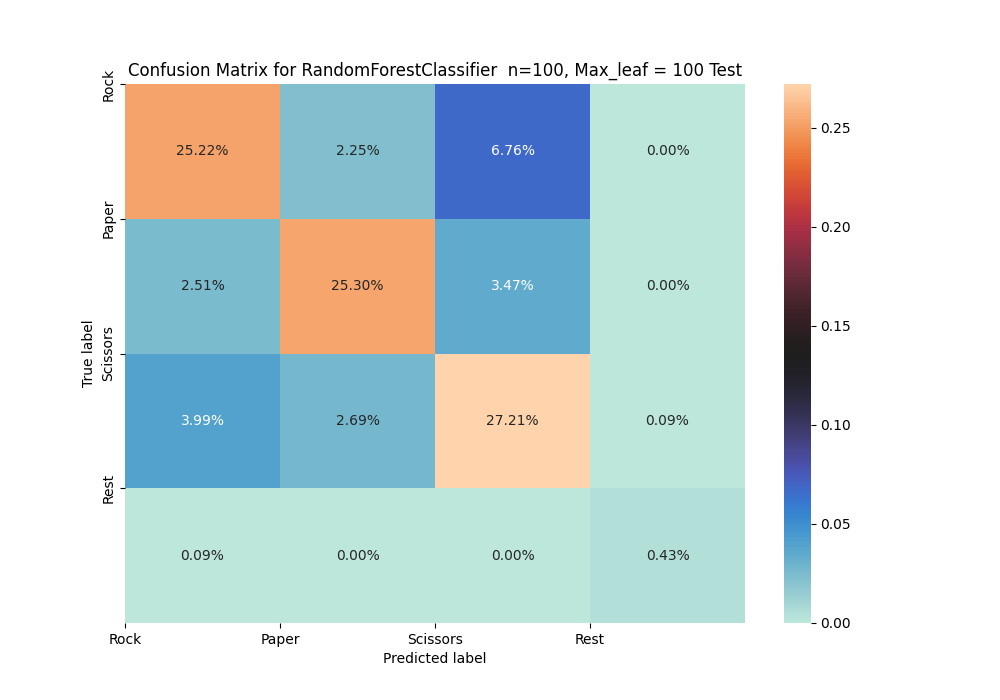 Confusion Matrix for RandomForestClassifier  n=100, Max_leaf = 100 Test
Rock
25.22%
2.25%
6.76%
0.00%
Paper
2.51%
25.30%
3.47%
0.00%
True label
Scissors
3.99%
2.69%
27.21%
0.09%
Rest
0.09%
0.00%
0.00%
0.43%
Rock
Paper
Scissors
Rest
Predicted label
0.25
0.20
0.15
0.10
0.05
0.00